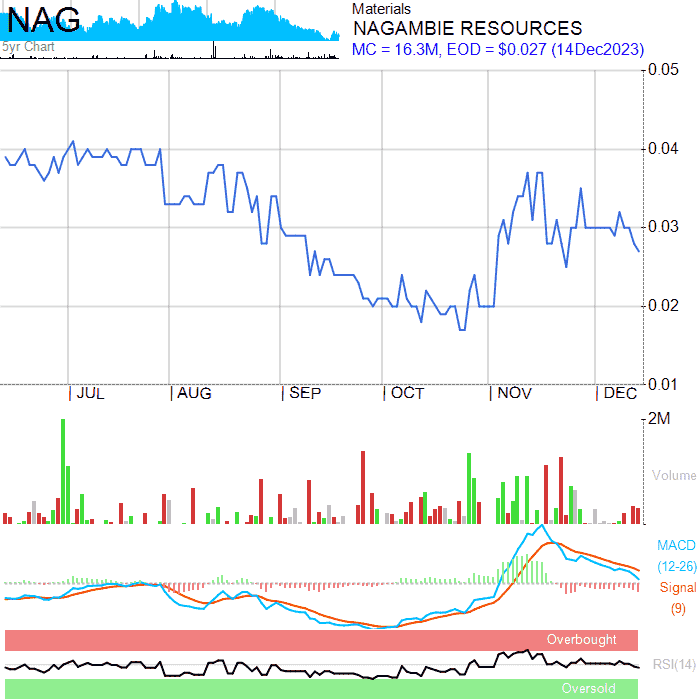 NAG
5yr Chart
Materials
NAGAMBIE RESOURCES
MC = 16.3M, EOD = $0.027 (14Dec2023)
0.05
0.04
0.03
0.02
0.01
JUL AUG SEP OCT NOV DEC
2M
Volume
MACD
(12-26)
Signal
(9)
Overbought
RSI(14)
Oversold